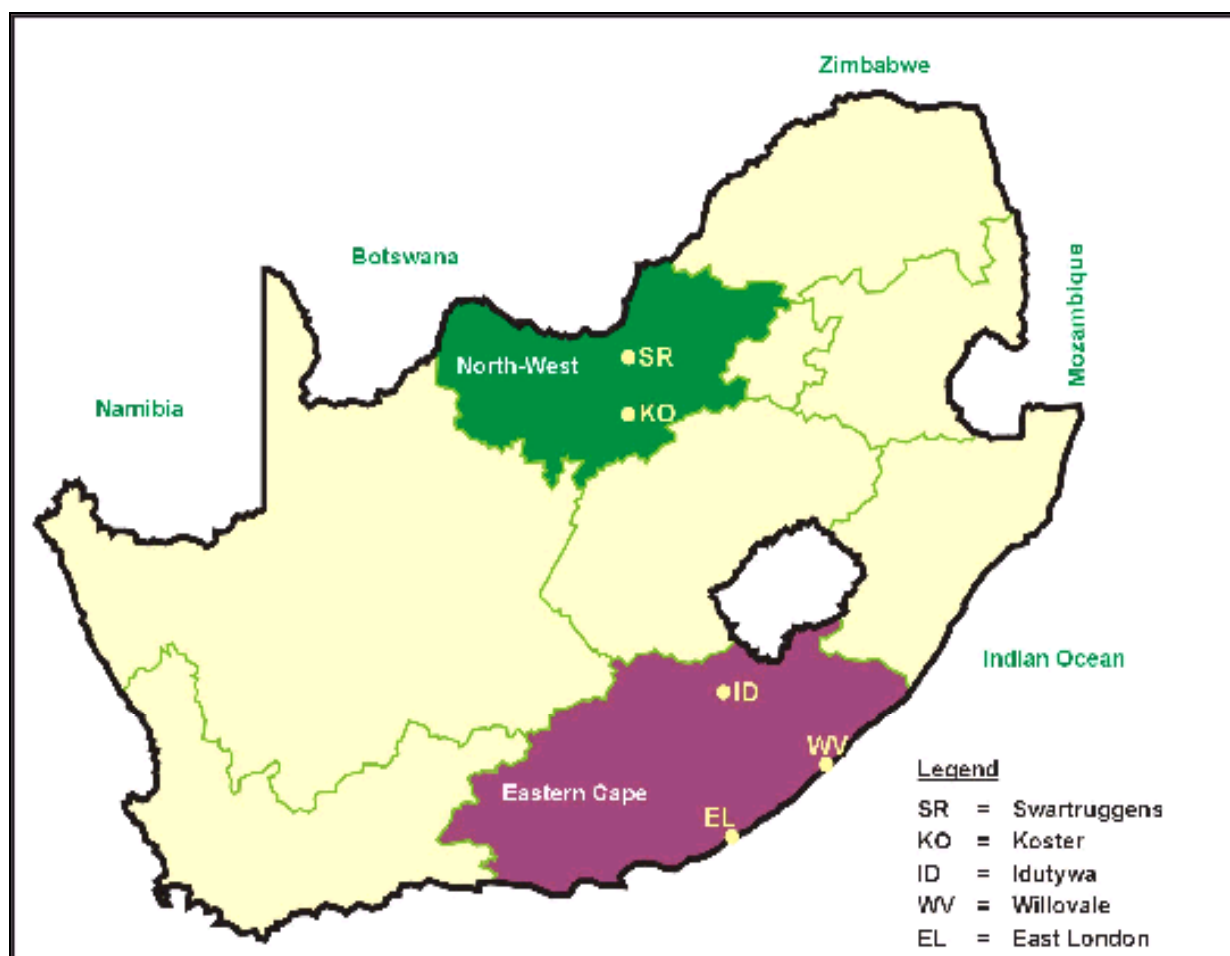 Zimbabwe
Botswana
Mozambique
Namibia
North-West
SR
KO
Indian Ocean
ID
WV
Eastern Cape
EL
Legend
SR = Swartruggens
KO = Koster
ID = Idutywa
WV = Willovale
EL = East London